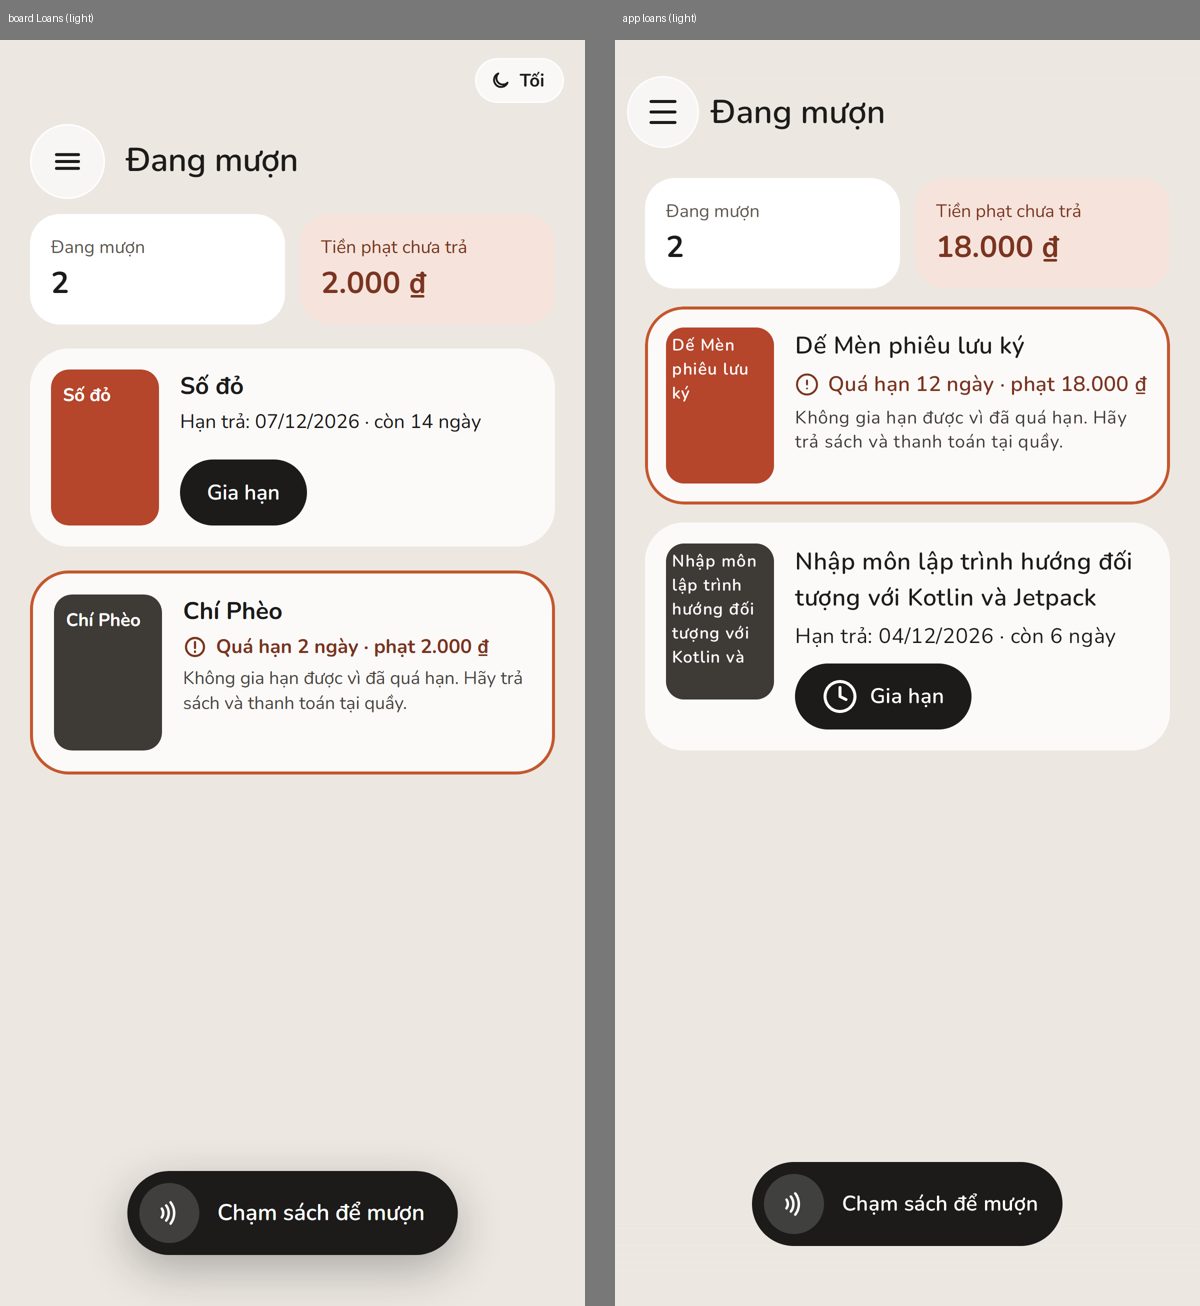 board Loans (light)
Tối
Đang mượn
Đang mượn
2
Tiền phạt chưa trả
2.000 ₫
Số đỏ
Số đỏ
Hạn trả: 07/12/2026 · còn 14 ngày
Gia hạn
Chí Phèo
Chí Phèo
Quá hạn 2 ngày · phạt 2.000 ₫
Không gia hạn được vì đã quá hạn. Hãy trả
sách và thanh toán tại quầy.
Chạm sách để mượn
app loans (light)
Đang mượn
Đang mượn
2
Tiền phạt chưa trả
18.000 ₫
Dế Mèn
phiêu lưu
ký
Dế Mèn phiêu lưu ký
Quá hạn 12 ngày · phạt 18.000 ₫
Không gia hạn được vì đã quá hạn. Hãy
trả sách và thanh toán tại quầy.
Nhập môn
lập trình
hướng đối
tượng với
Kotlin và
Nhập môn lập trình hướng đối
tượng với Kotlin và Jetpack
Hạn trả: 04/12/2026 · còn 6 ngày
Gia hạn
Chạm sách để mượn